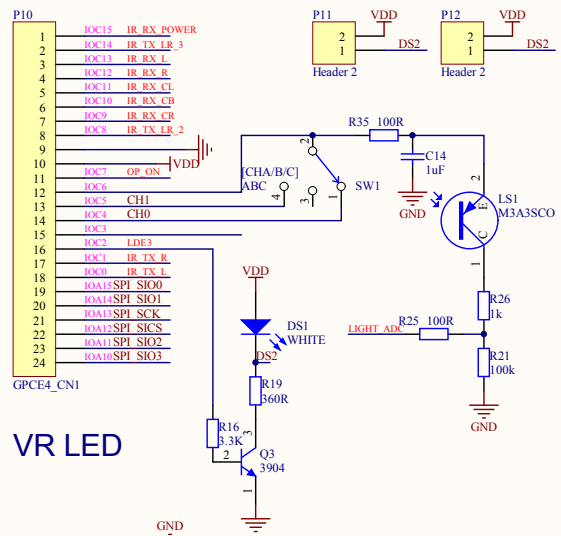 P10
1 IOC15 IR_RX_POWER
2 IOC14 IR_TX_LR_3
3 IOC13 IR_RX_L
4 IOC12 IR_RX_R
5 IOC11 IR_RX_CL
6 IOC10 IR_RX_CB
7 IOC9 IR_RX_CR
8 IOC8 IR_TX_LR_2
9
10 VDD
11 IOC7 OP_ON
12 IOC6
13 IOC5 CH1
14 IOC4 CH0
15 IOC3
16 IOC2 LDE3
17 IOC1 IR_TX_R
18 IOC0 IR_TX_L
19 IOA15 SPI_SIO0
20 IOA14 SPI_SIO1
21 IOA13 SPI_SCK
22 IOA12 SPI_SICS
23 IOA11 SPI_SIO2
24 IOA10 SPI_SIO3
GPCE4_CN1
P11
VDD
2
1
DS2
Header 2
P12
VDD
2
1
DS2
Header 2
R35 100R
2
[CHA/B/C]
ABC
4
3
1
SW1
C14
1uF
GND
2
LS1
M3A3SCO
E
C
1
R26
1k
LIGHT_ADC
R25 100R
R21
100k
GND
VDD
DS1
WHITE
DS2
R19
360R
R16
3.3K
3
2
Q3
3904
1
VR LED
GND